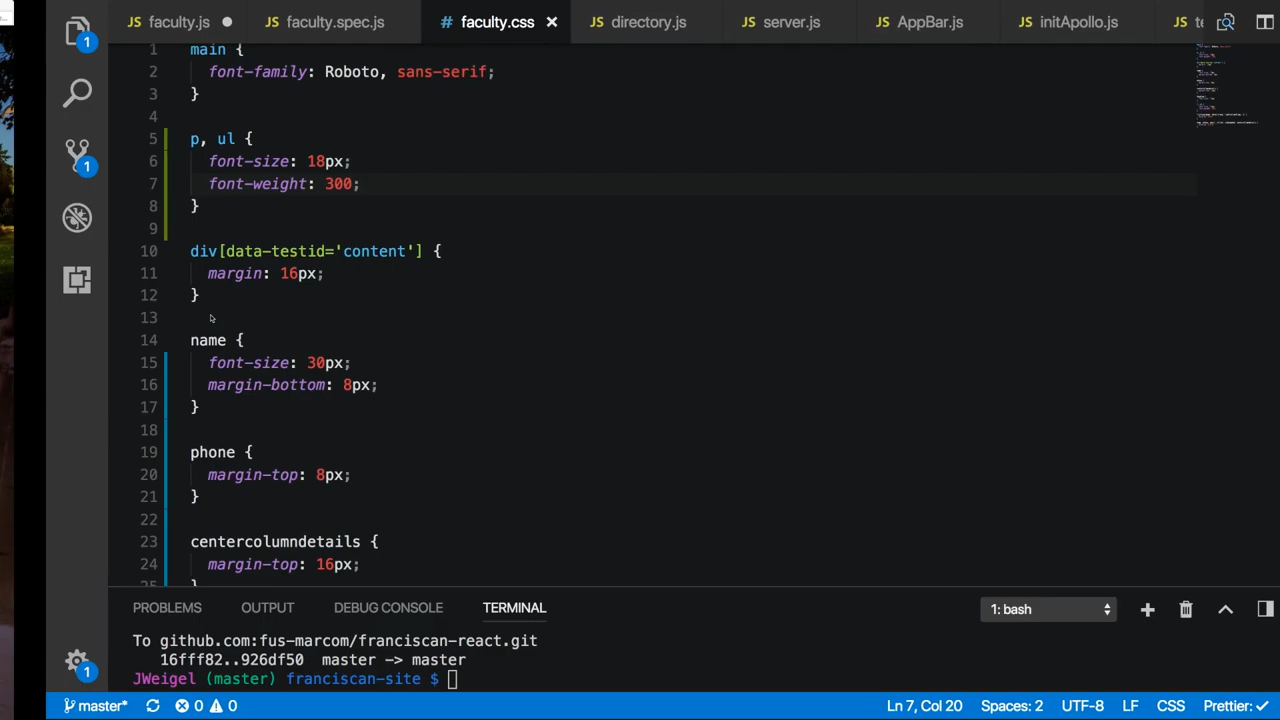 JS faculty.js
JS faculty.spec.js
# faculty.css ×
JS directory.js
JS server.js
JS AppBar.js
JS initApollo.js
JS
1 main {
2 font-family: Roboto, sans-serif;
3 }
4
5 p, ul {
6 font-size: 18px;
7 font-weight: 300;
8 }
9
10 div[data-testid='content'] {
11 margin: 16px;
12 }
13
14 name {
15 font-size: 30px;
16 margin-bottom: 8px;
17 }
18
19 phone {
20 margin-top: 8px;
21 }
22
23 centercolumndetails {
24 margin-top: 16px;
25 }
1
1
1
PROBLEMS OUTPUT DEBUG CONSOLE TERMINAL
1: bash
To github.com:fus-marcom/franciscan-react.git
16fff82..926df50 master -> master
JWeigel (master) franciscan-site $
master* 0 0 Ln 7, Col 20 Spaces: 2 UTF-8 LF CSS Prettier: ✓